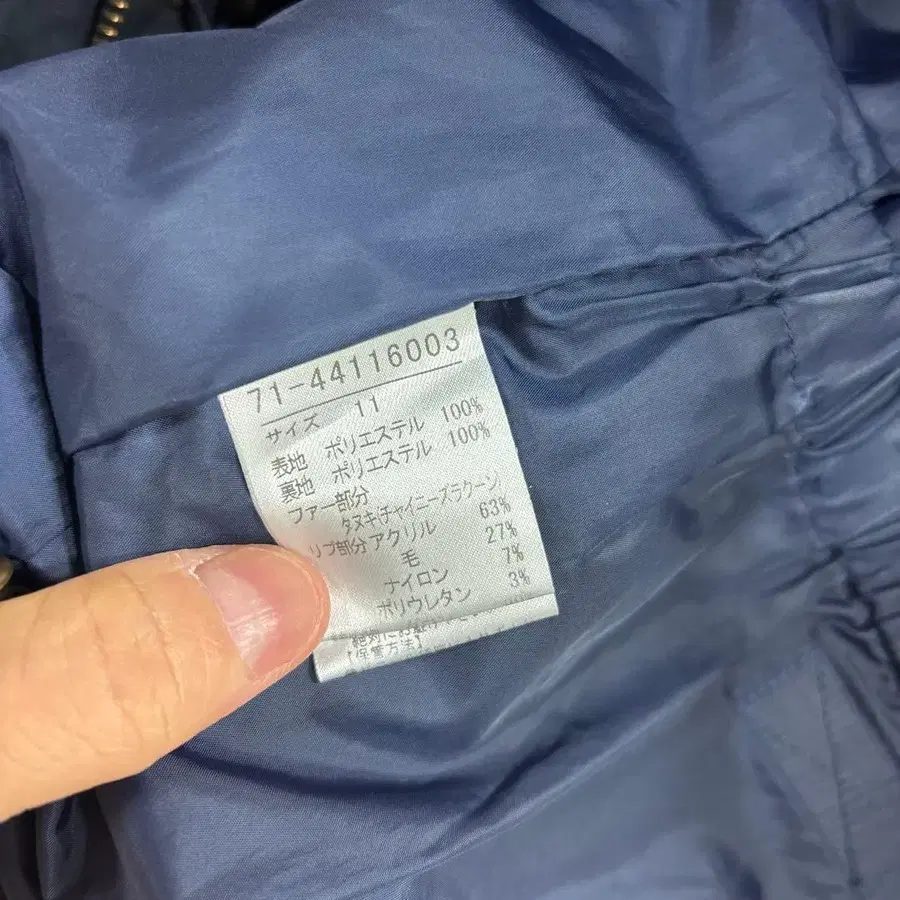 71-44116003
サイズ 11
表地 ポリエステル 100%
裏地 ポリエステル 100%
ファー部分
タヌキ(チャイニーズラクーン)
リブ部分 アクリル 63%
毛 27%
ナイロン 7%
ポリウレタン 3%